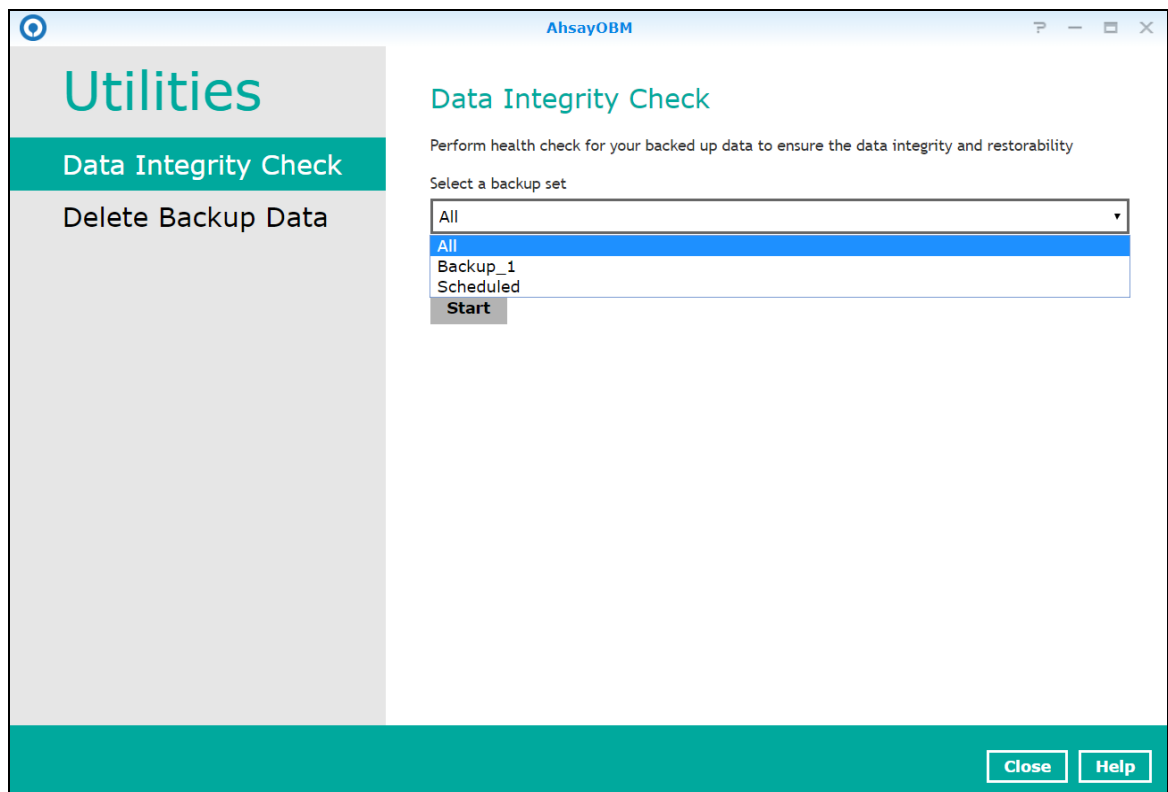 AhsayOBM
Utilities
Data Integrity Check
Delete Backup Data
Data Integrity Check
Perform health check for your backed up data to ensure the data integrity and restorability
Select a backup set
All
All
Backup_1
Scheduled
Start
Close
Help